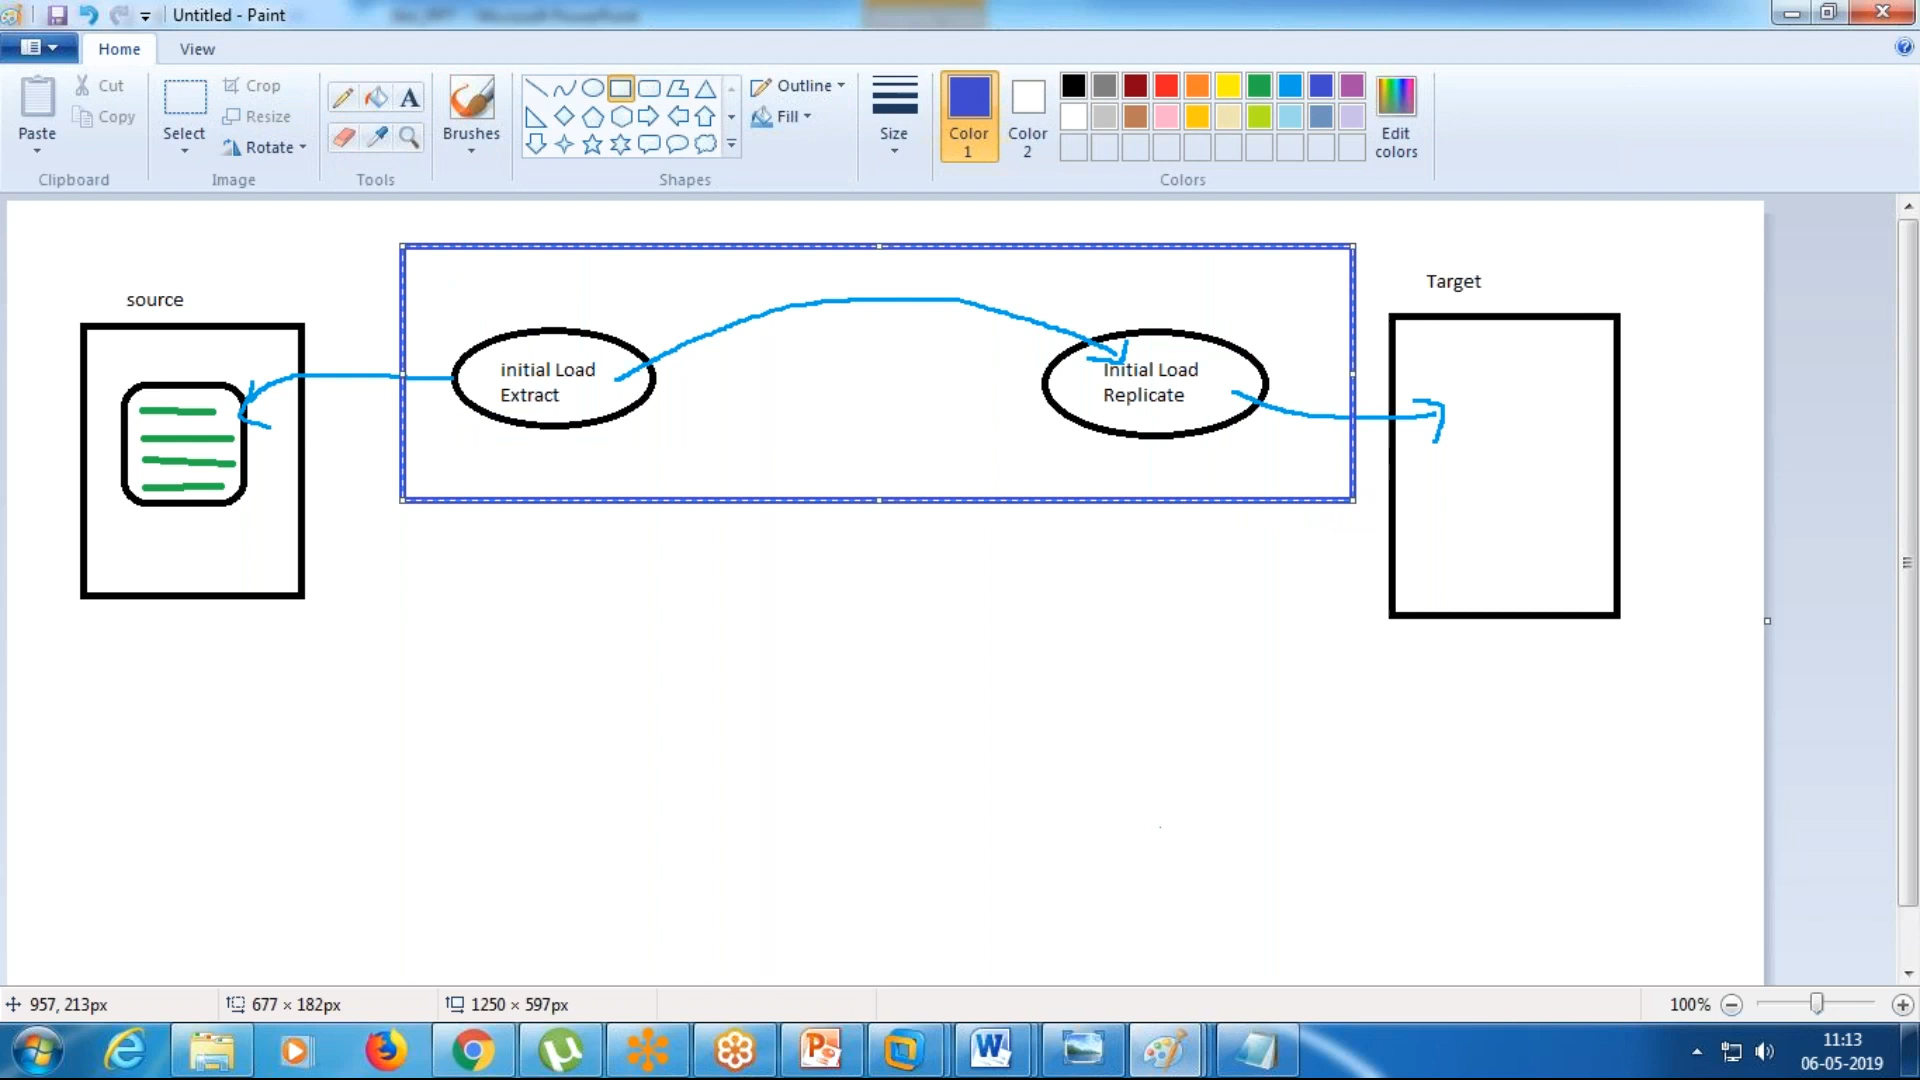 Untitled - Paint
Home
View
Paste
Cut
Copy
Clipboard
Select
Crop
Resize
Rotate
Image
A
Tools
Brushes
Shapes
Outline
Fill
Size
Color
1
Color
2
Edit
colors
Colors
source
initial Load
Extract
Initial Load
Replicate
Target
957, 213px
677 × 182px
1250 × 597px
100%
11:13
06-05-2019